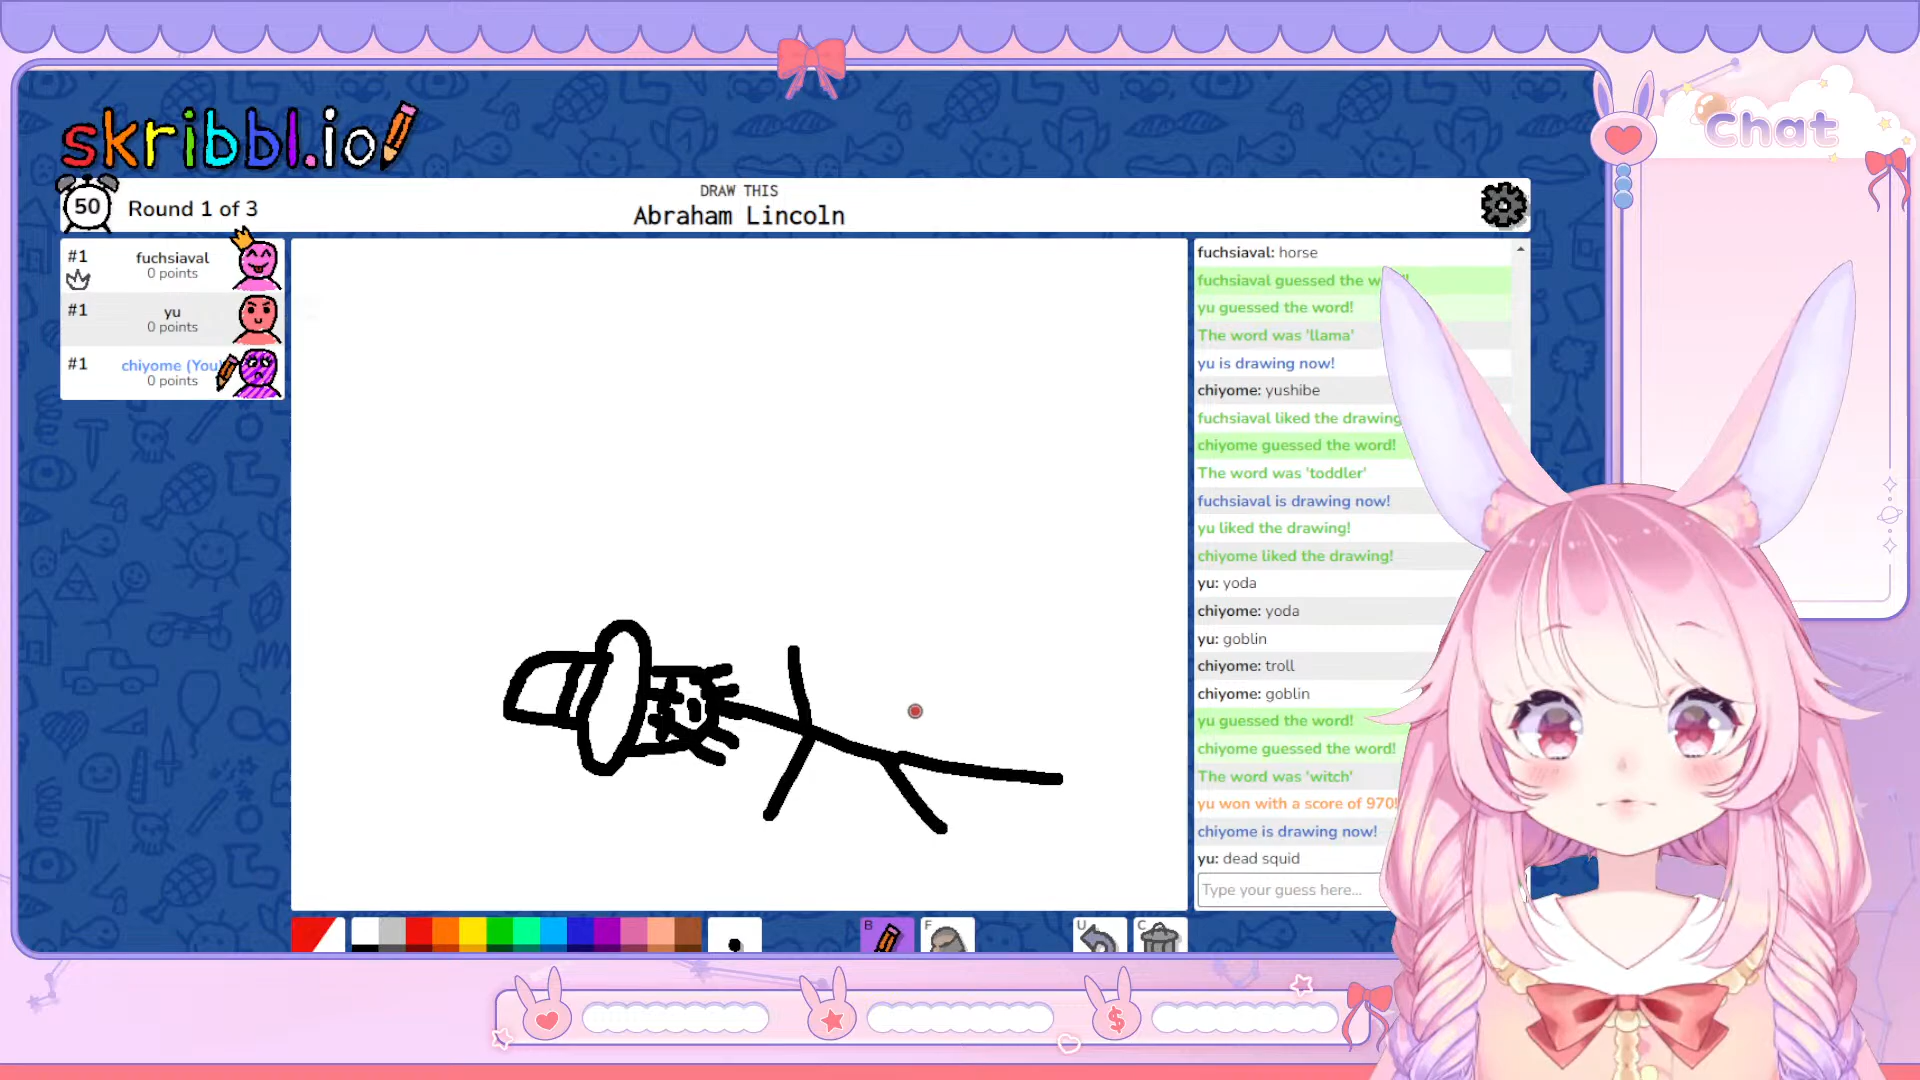 skribbl.io
Chat
50
Round 1 of 3
DRAW THIS
Abraham Lincoln
#1
fuchsiaval
0 points
#1
yu
0 points
#1
chiyome (You)
0 points
fuchsiaval: horse
fuchsiaval guessed the w
yu guessed the word!
The word was 'llama'
yu is drawing now!
chiyome: yushibe
fuchsiaval liked the drawing
chiyome guessed the word!
The word was 'toddler'
fuchsiaval is drawing now!
yu liked the drawing!
chiyome liked the drawing!
yu: yoda
chiyome: yoda
yu: goblin
chiyome: troll
chiyome: goblin
yu guessed the word!
chiyome guessed the word!
The word was 'witch'
yu won with a score of 970!
chiyome is drawing now!
yu: dead squid
Type your guess here...
B
F
U
C
$